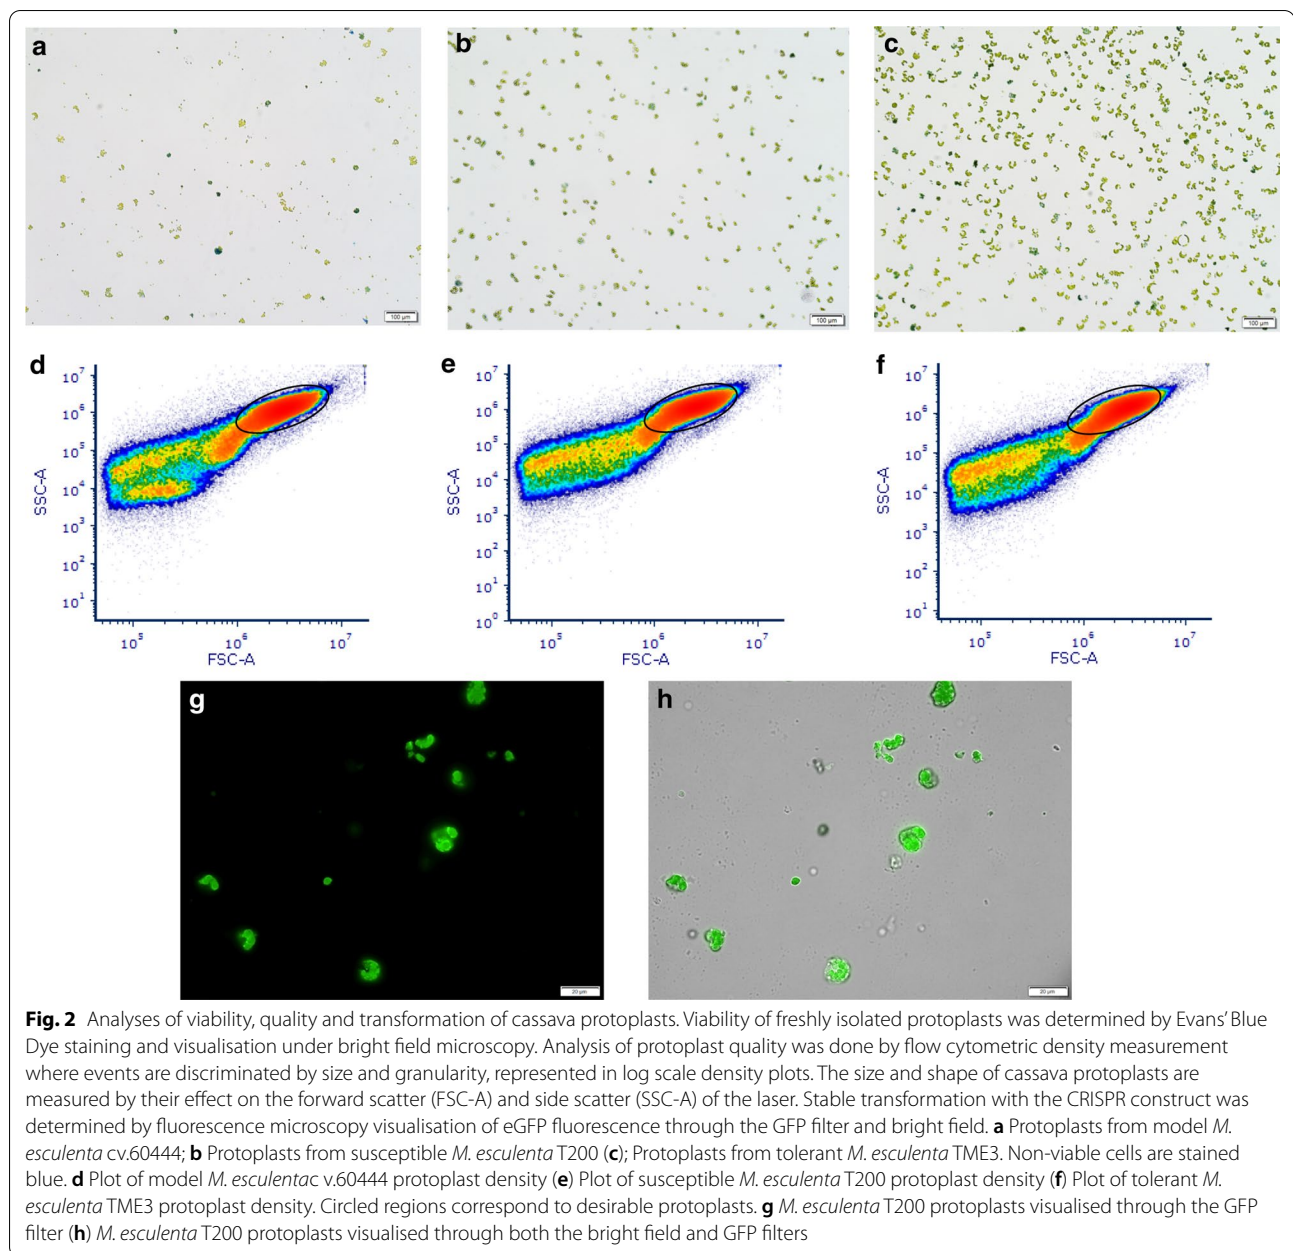 a
b
c
100 µm
100 µm
100 µm
d
10⁷
10⁶
10⁵
10⁴
10³
10²
10¹
SSC-A
10⁵
10⁶
10⁷
FSC-A
e
10⁷
10⁶
10⁵
10⁴
10³
10²
10¹
10⁰
SSC-A
10⁵
10⁶
10⁷
FSC-A
f
10⁷
10⁶
10⁵
10⁴
10³
10²
10¹
SSC-A
10⁵
10⁶
10⁷
FSC-A
g
20 µm
h
20 µm
Fig. 2 Analyses of viability, quality and transformation of cassava protoplasts. Viability of freshly isolated protoplasts was determined by Evans’ Blue
Dye staining and visualisation under bright field microscopy. Analysis of protoplast quality was done by flow cytometric density measurement
where events are discriminated by size and granularity, represented in log scale density plots. The size and shape of cassava protoplasts are
measured by their effect on the forward scatter (FSC-A) and side scatter (SSC-A) of the laser. Stable transformation with the CRISPR construct was
determined by fluorescence microscopy visualisation of eGFP fluorescence through the GFP filter and bright field. a Protoplasts from model M.
esculenta cv.60444; b Protoplasts from susceptible M. esculenta T200 (c); Protoplasts from tolerant M. esculenta TME3. Non-viable cells are stained
blue. d Plot of model M. esculentac v.60444 protoplast density (e) Plot of susceptible M. esculenta T200 protoplast density (f) Plot of tolerant M.
esculenta TME3 protoplast density. Circled regions correspond to desirable protoplasts. g M. esculenta T200 protoplasts visualised through the GFP
filter (h) M. esculenta T200 protoplasts visualised through both the bright field and GFP filters